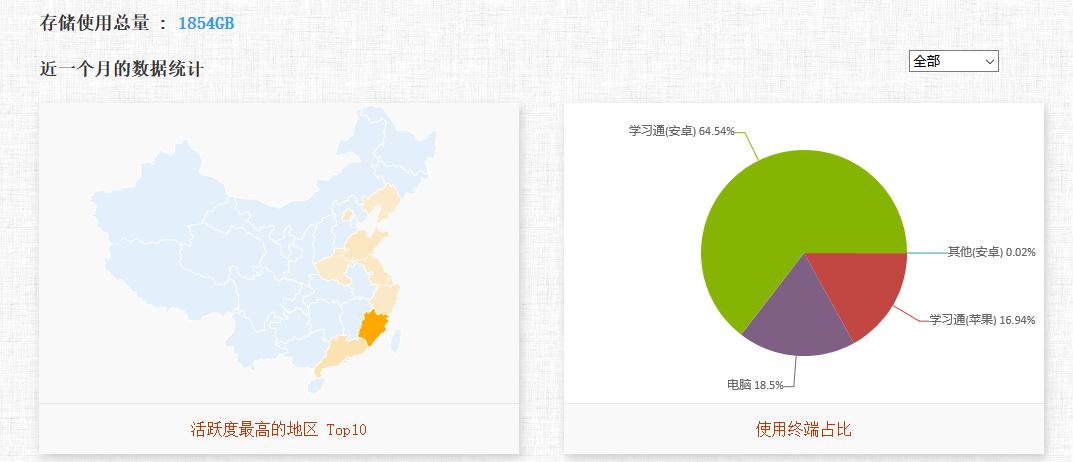 存储使用总量 : 1854GB
近一个月的数据统计
全部
学习通(安卓) 64.54%
其他(安卓) 0.02%
学习通(苹果) 16.94%
电脑 18.5%
活跃度最高的地区 Top10
使用终端占比